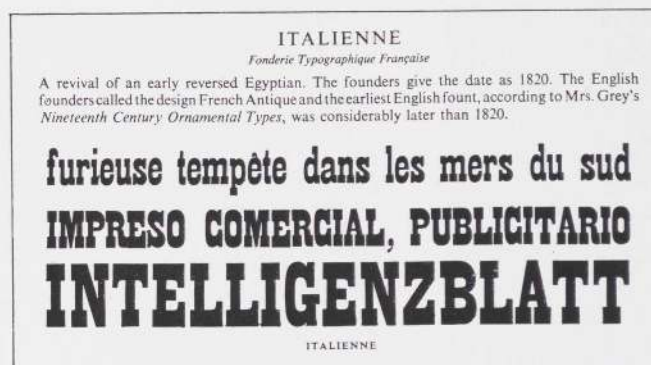 ITALIENNE
Fonderie Typographique Française
A revival of an early reversed Egyptian. The founders give the date as 1820. The English
founders called the design French Antique and the earliest English fount, according to Mrs. Grey's
Nineteenth Century Ornamental Types, was considerably later than 1820.
furieuse tempête dans les mers du sud
IMPRESO COMERCIAL, PUBLICITARIO
INTELLIGENZBLATT
ITALIENNE